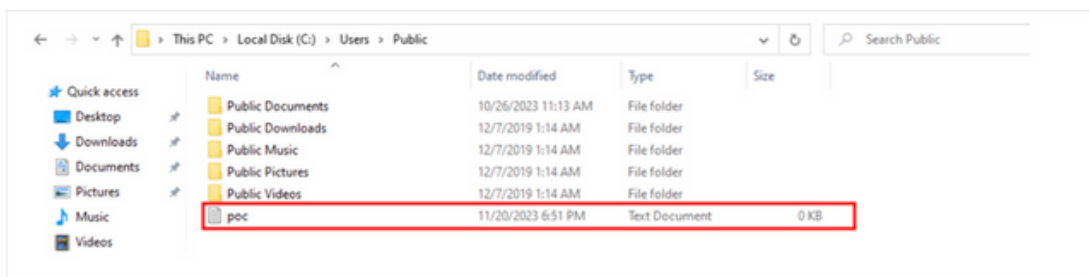 This PC > Local Disk (C:) > Users > Public
Search Public
Name Date modified Type Size
Quick access
Desktop
Downloads
Documents
Pictures
Music
Videos
Public Documents 10/26/2023 11:13 AM File folder
Public Downloads 12/7/2019 1:14 AM File folder
Public Music 12/7/2019 1:14 AM File folder
Public Pictures 12/7/2019 1:14 AM File folder
Public Videos 12/7/2019 1:14 AM File folder
poc 11/20/2023 6:51 PM Text Document 0 KB